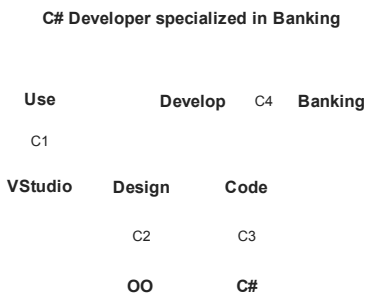 C# Developer specialized in Banking
Use Develop C4 Banking
C1
VStudio Design Code
C2 C3
OO C#